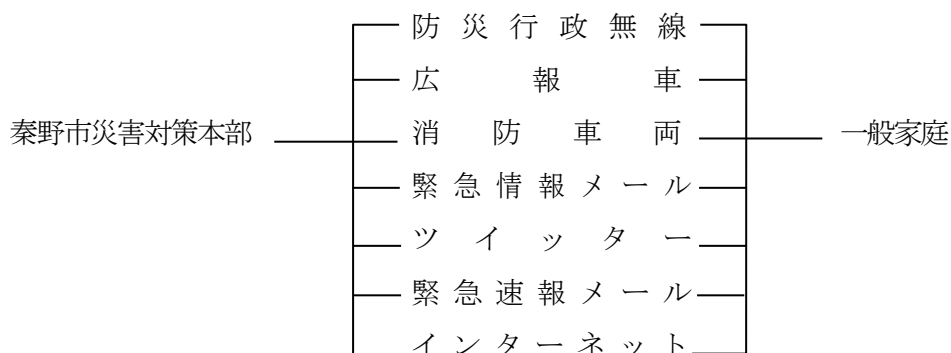 防災行政無線
広報車
秦野市災害対策本部 消防車両 一般家庭
緊急情報メール
ツイッター
緊急速報メール
インターネット